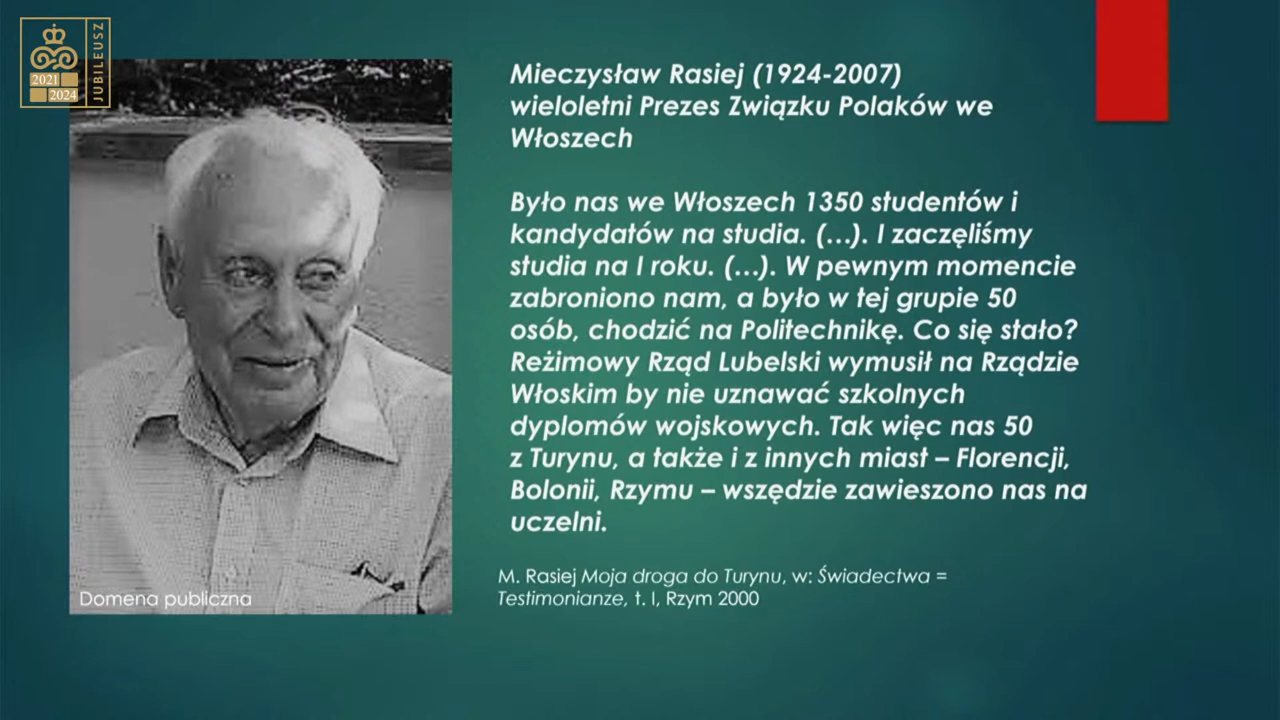 2021
2024
JUBILEUSZ
Mieczysław Rasiej (1924-2007)
wieloletni Prezes Związku Polaków we
Włoszech
Było nas we Włoszech 1350 studentów i
kandydatów na studia. (...). I zaczęliśmy
studia na I roku. (...). W pewnym momencie
zabroniono nam, a było w tej grupie 50
osób, chodzić na Politechnikę. Co się stało?
Reżimowy Rząd Lubelski wymusił na Rządzie
Włoskim by nie uznawać szkolnych
dyplomów wojskowych. Tak więc nas 50
z Turynu, a także i z innych miast – Florencji,
Bolonii, Rzymu – wszędzie zawieszono nas na
uczelni.
M. Rasiej Moja droga do Turynu, w: Świadectwa =
Testimonianze, t. I, Rzym 2000
Domena publiczna